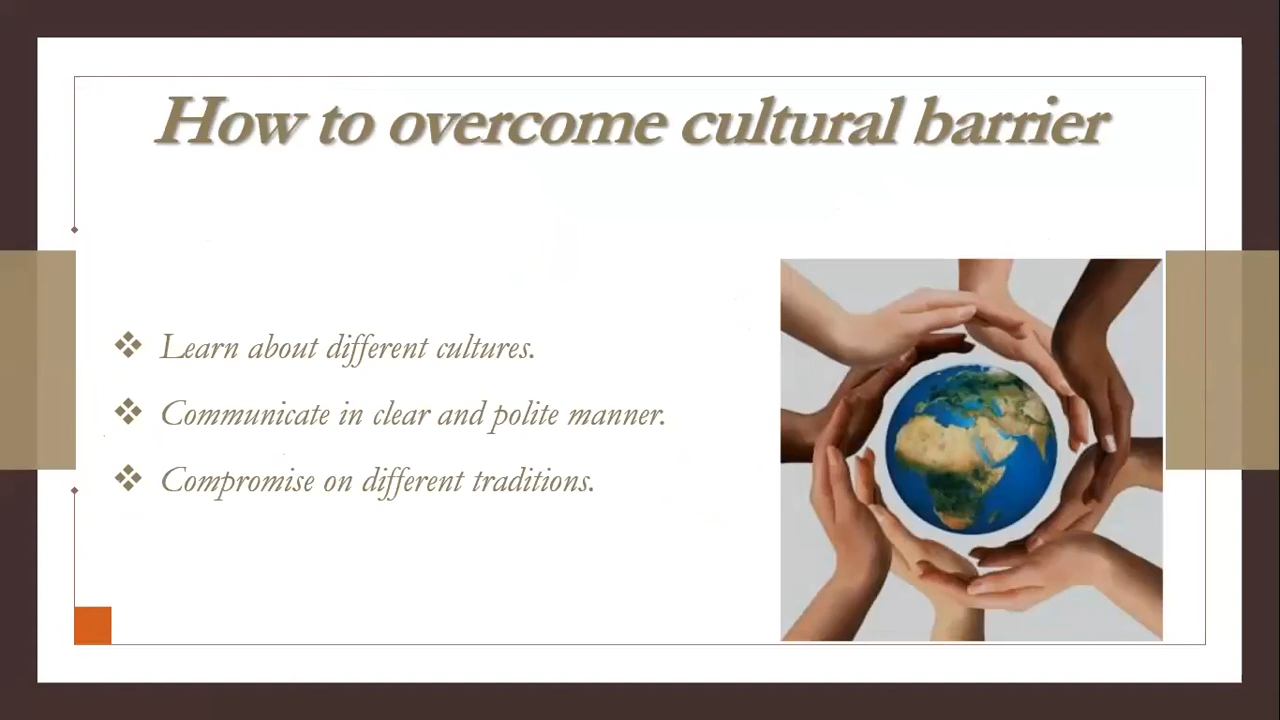 How to overcome cultural barrier
Learn about different cultures.
Communicate in clear and polite manner.
Compromise on different traditions.